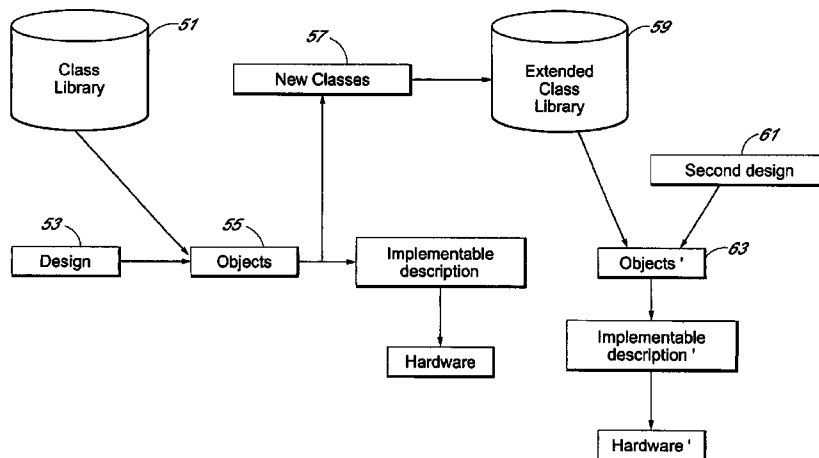 51
Class
Library
57
New Classes
59
Extended
Class
Library
61
Second design
53
Design
55
Objects
Implementable
description
Hardware
Objects '
63
Implementable
description '
Hardware '